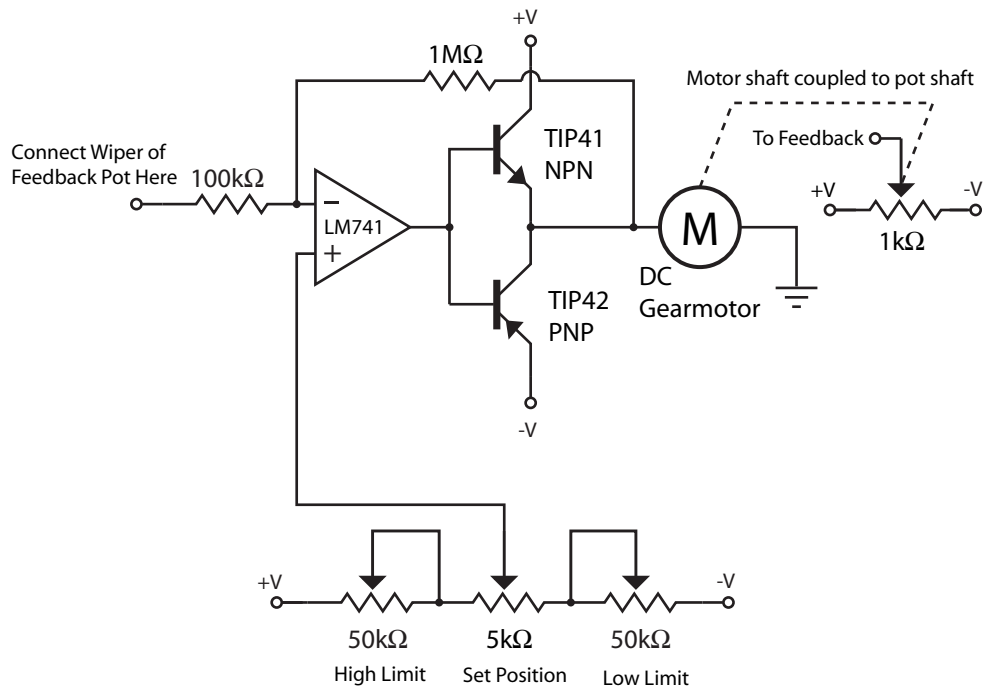 +V
1MΩ
Motor shaft coupled to pot shaft
TIP41
NPN
To Feedback
Connect Wiper of
Feedback Pot Here
100kΩ
−
LM741
+
M
+V
-V
1kΩ
DC
Gearmotor
TIP42
PNP
-V
+V
-V
50kΩ
5kΩ
50kΩ
High Limit
Set Position
Low Limit